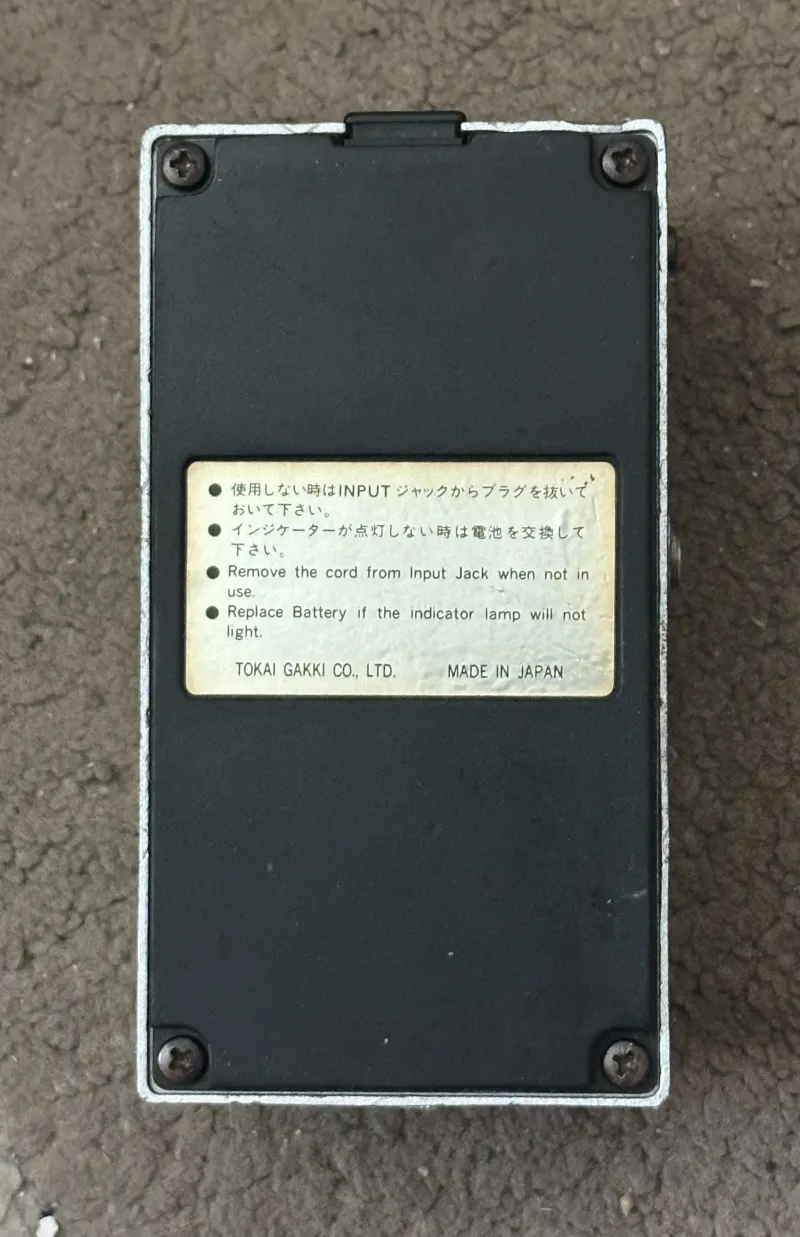 ● 使用しない時はINPUT ジャックからプラグを抜いて
おいて下さい。
● インジケーターが点灯しない時は電池を交換して
下さい。
● Remove the cord from Input Jack when not in
use.
● Replace Battery if the indicator lamp will not
light.
TOKAI GAKKI CO., LTD. MADE IN JAPAN